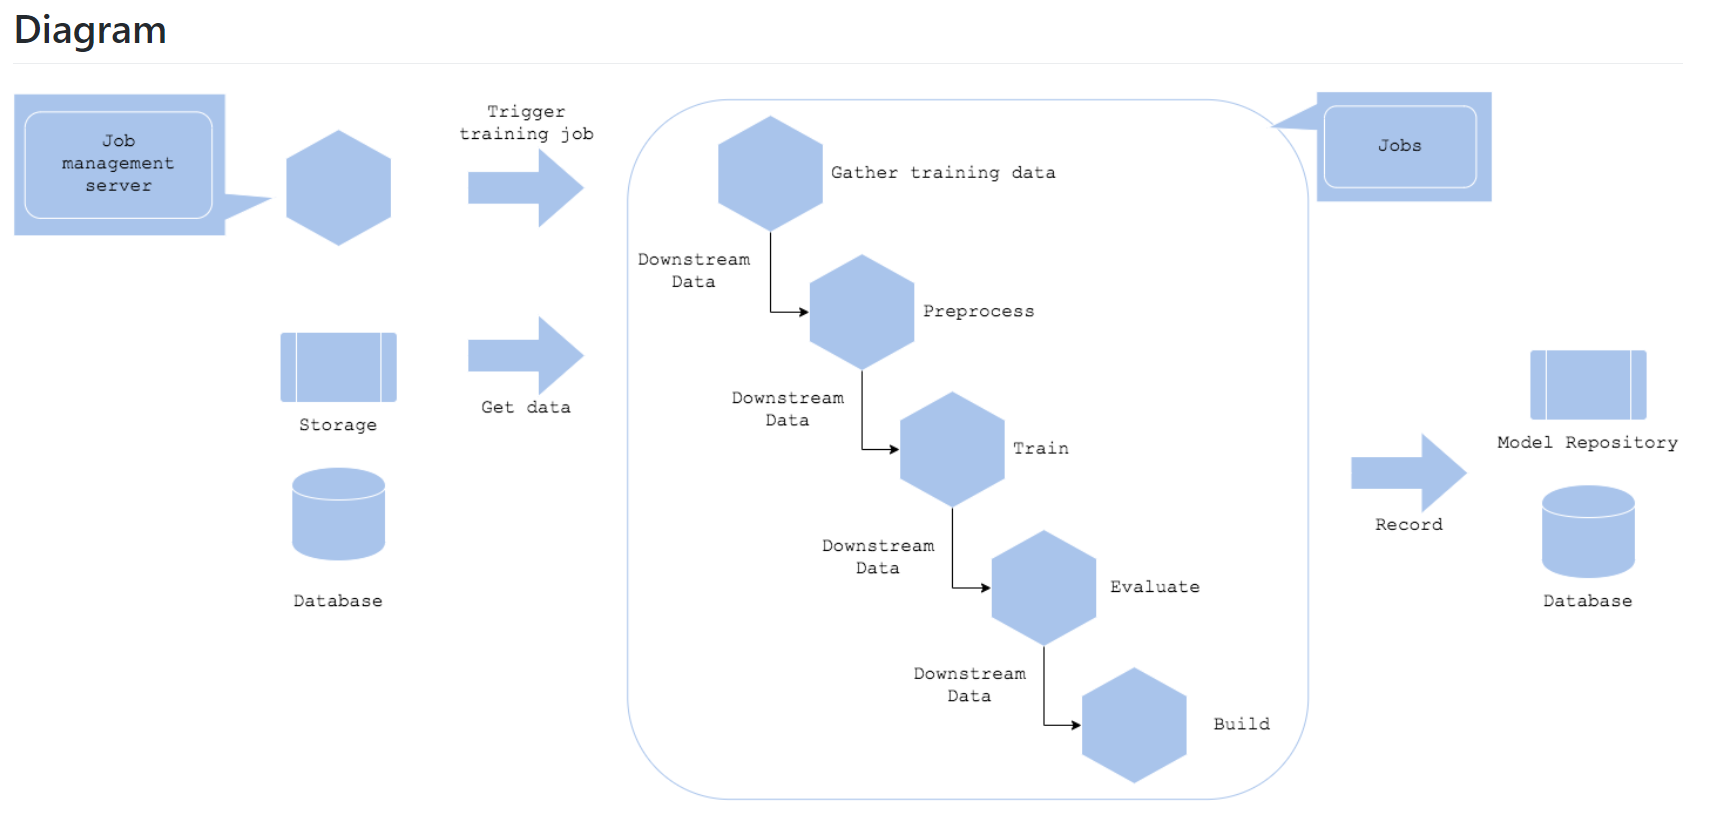 Diagram
Job
management
server
Trigger
training job
Jobs
Gather training data
Downstream
Data
Preprocess
Storage
Get data
Downstream
Data
Train
Database
Downstream
Data
Evaluate
Downstream
Data
Build
Record
Model Repository
Database